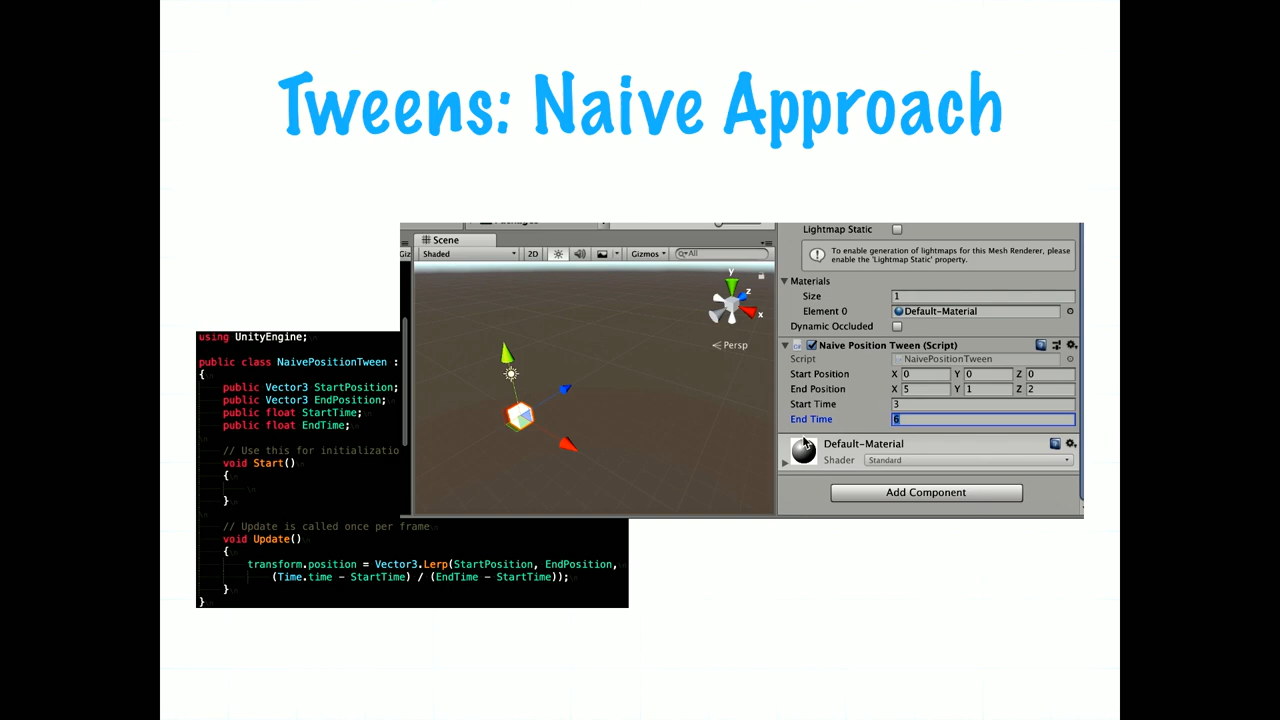 Tweens: Naive Approach
Scene
Shaded
2D
Gizmos
All
y
z
x
Persp
Lightmap Static
To enable generation of lightmaps for this Mesh Renderer, please
enable the 'Lightmap Static' property.
Materials
Size 1
Element 0 Default-Material
Dynamic Occluded
Naive Position Tween (Script)
Script NaivePositionTween
Start Position X 0 Y 0 Z 0
End Position X 5 Y 1 Z 2
Start Time 3
End Time 6
Default-Material
Shader Standard
Add Component
using UnityEngine;
public class NaivePositionTween :
{
public Vector3 StartPosition;
public Vector3 EndPosition;
public float StartTime;
public float EndTime;
// Use this for initializatio
void Start()
{
}
// Update is called once per frame
void Update()
{
transform.position = Vector3.Lerp(StartPosition, EndPosition,
(Time.time - StartTime) / (EndTime - StartTime));
}
}